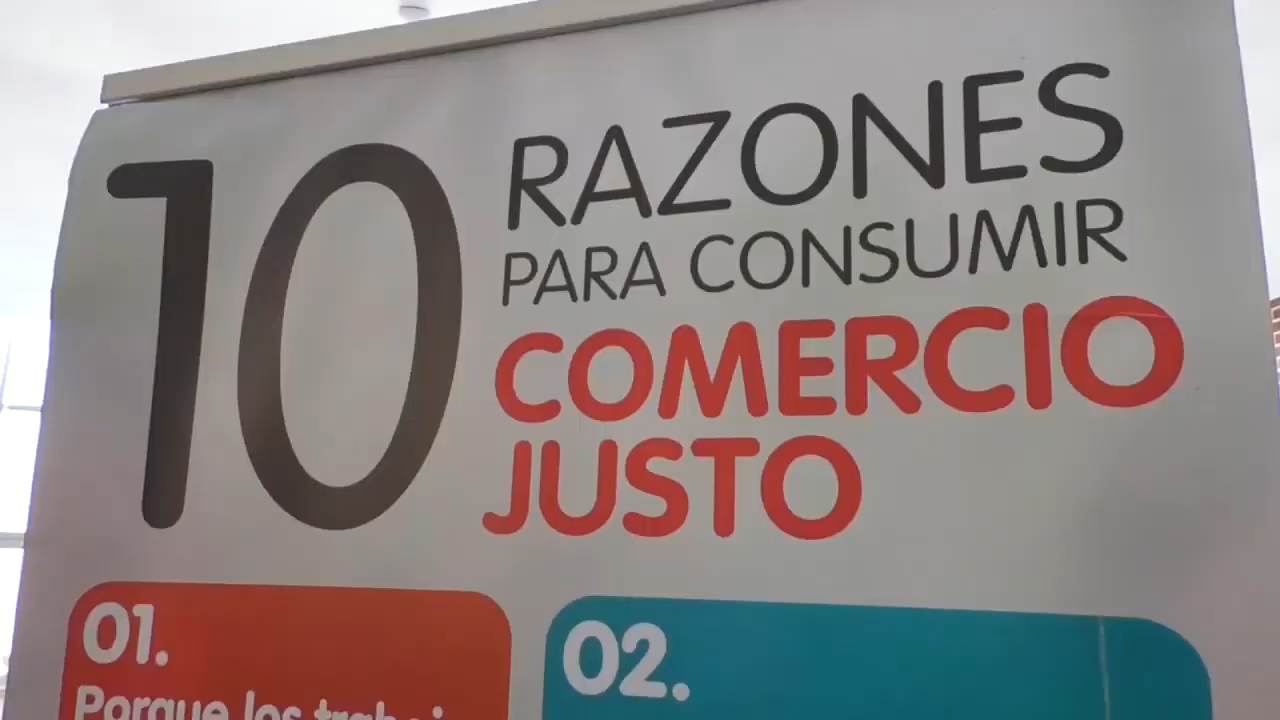 10 RAZONES
PARA CONSUMIR
COMERCIO
JUSTO
01.
Porque los
02.